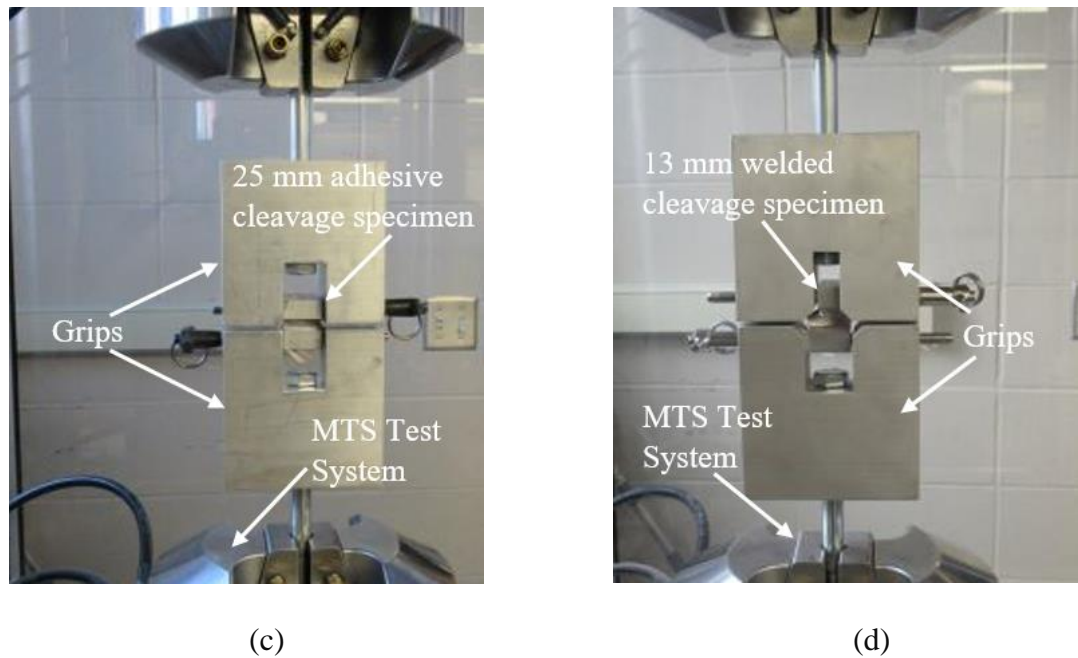 25 mm adhesive
cleavage specimen
Grips
MTS Test
System
(c)
13 mm welded
cleavage specimen
Grips
MTS Test
System
(d)